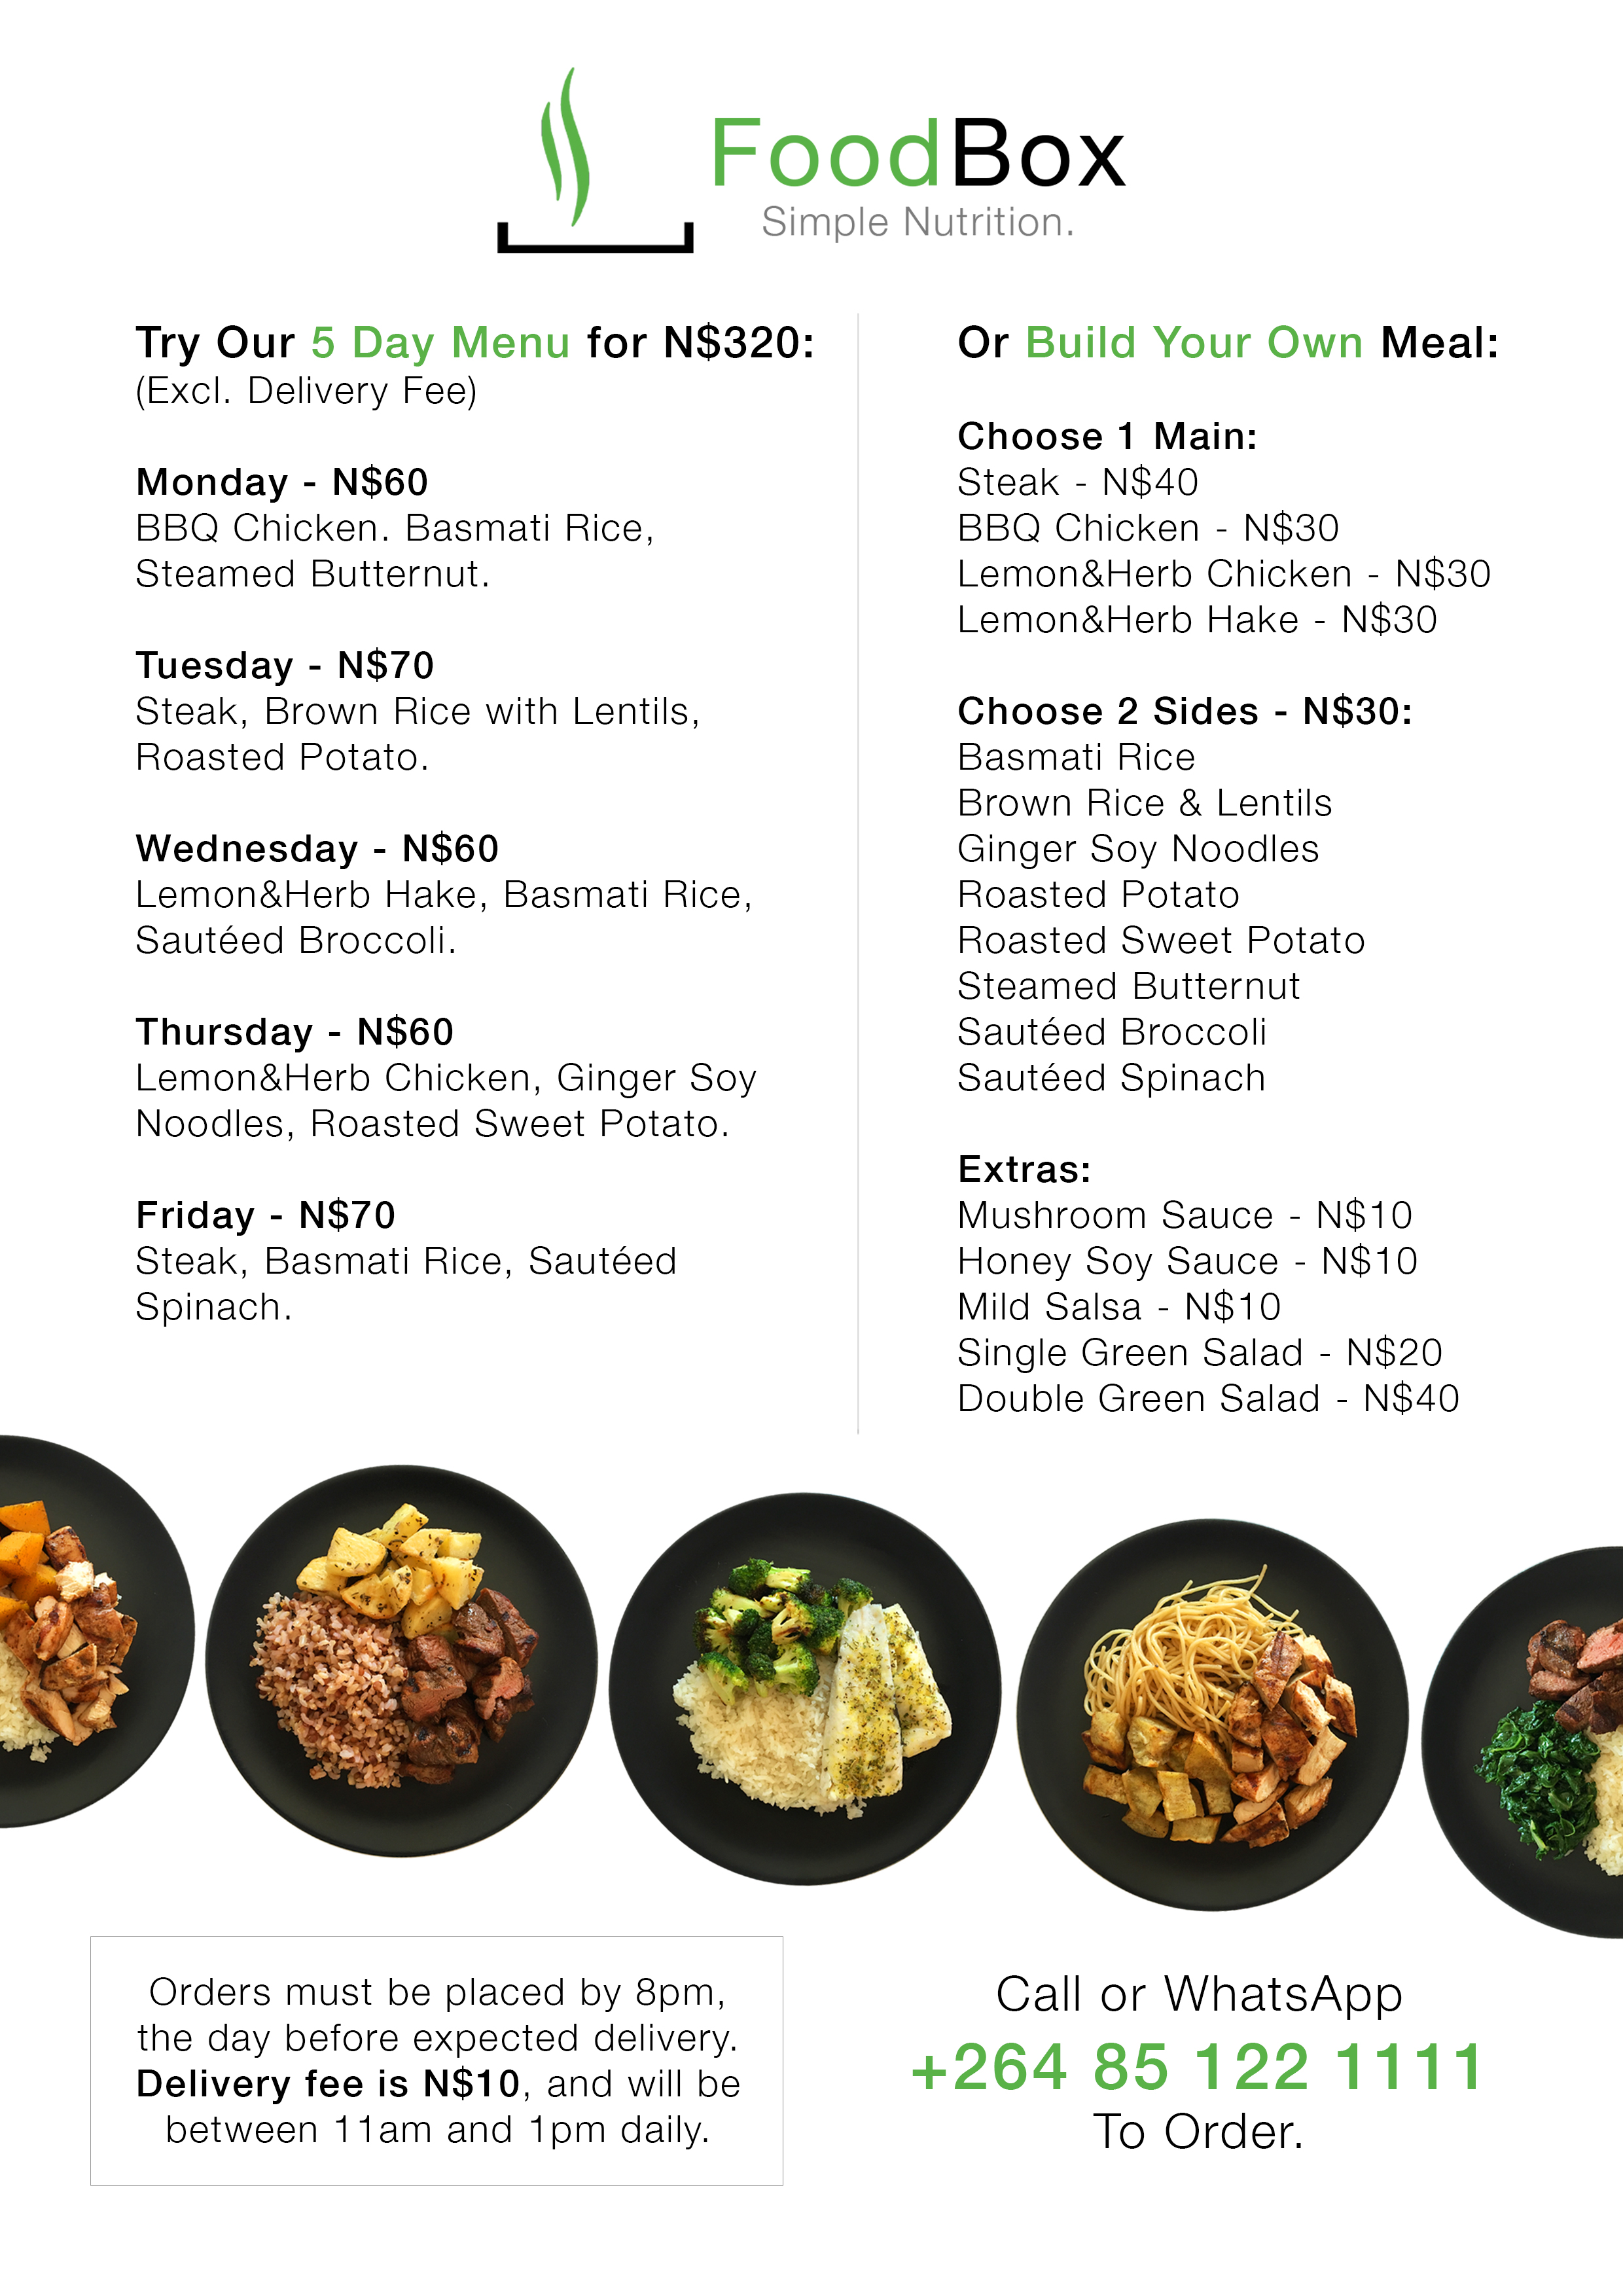 FoodBox
Simple Nutrition.
Try Our 5 Day Menu for N$320:
(Excl. Delivery Fee)
Monday - N$60
BBQ Chicken. Basmati Rice,
Steamed Butternut.
Tuesday - N$70
Steak, Brown Rice with Lentils,
Roasted Potato.
Wednesday - N$60
Lemon&Herb Hake, Basmati Rice,
Sautéed Broccoli.
Thursday - N$60
Lemon&Herb Chicken, Ginger Soy
Noodles, Roasted Sweet Potato.
Friday - N$70
Steak, Basmati Rice, Sautéed
Spinach.
Or Build Your Own Meal:
Choose 1 Main:
Steak - N$40
BBQ Chicken - N$30
Lemon&Herb Chicken - N$30
Lemon&Herb Hake - N$30
Choose 2 Sides - N$30:
Basmati Rice
Brown Rice & Lentils
Ginger Soy Noodles
Roasted Potato
Roasted Sweet Potato
Steamed Butternut
Sautéed Broccoli
Sautéed Spinach
Extras:
Mushroom Sauce - N$10
Honey Soy Sauce - N$10
Mild Salsa - N$10
Single Green Salad - N$20
Double Green Salad - N$40
Orders must be placed by 8pm,
the day before expected delivery.
Delivery fee is N$10, and will be
between 11am and 1pm daily.
Call or WhatsApp
+264 85 122 1111
To Order.